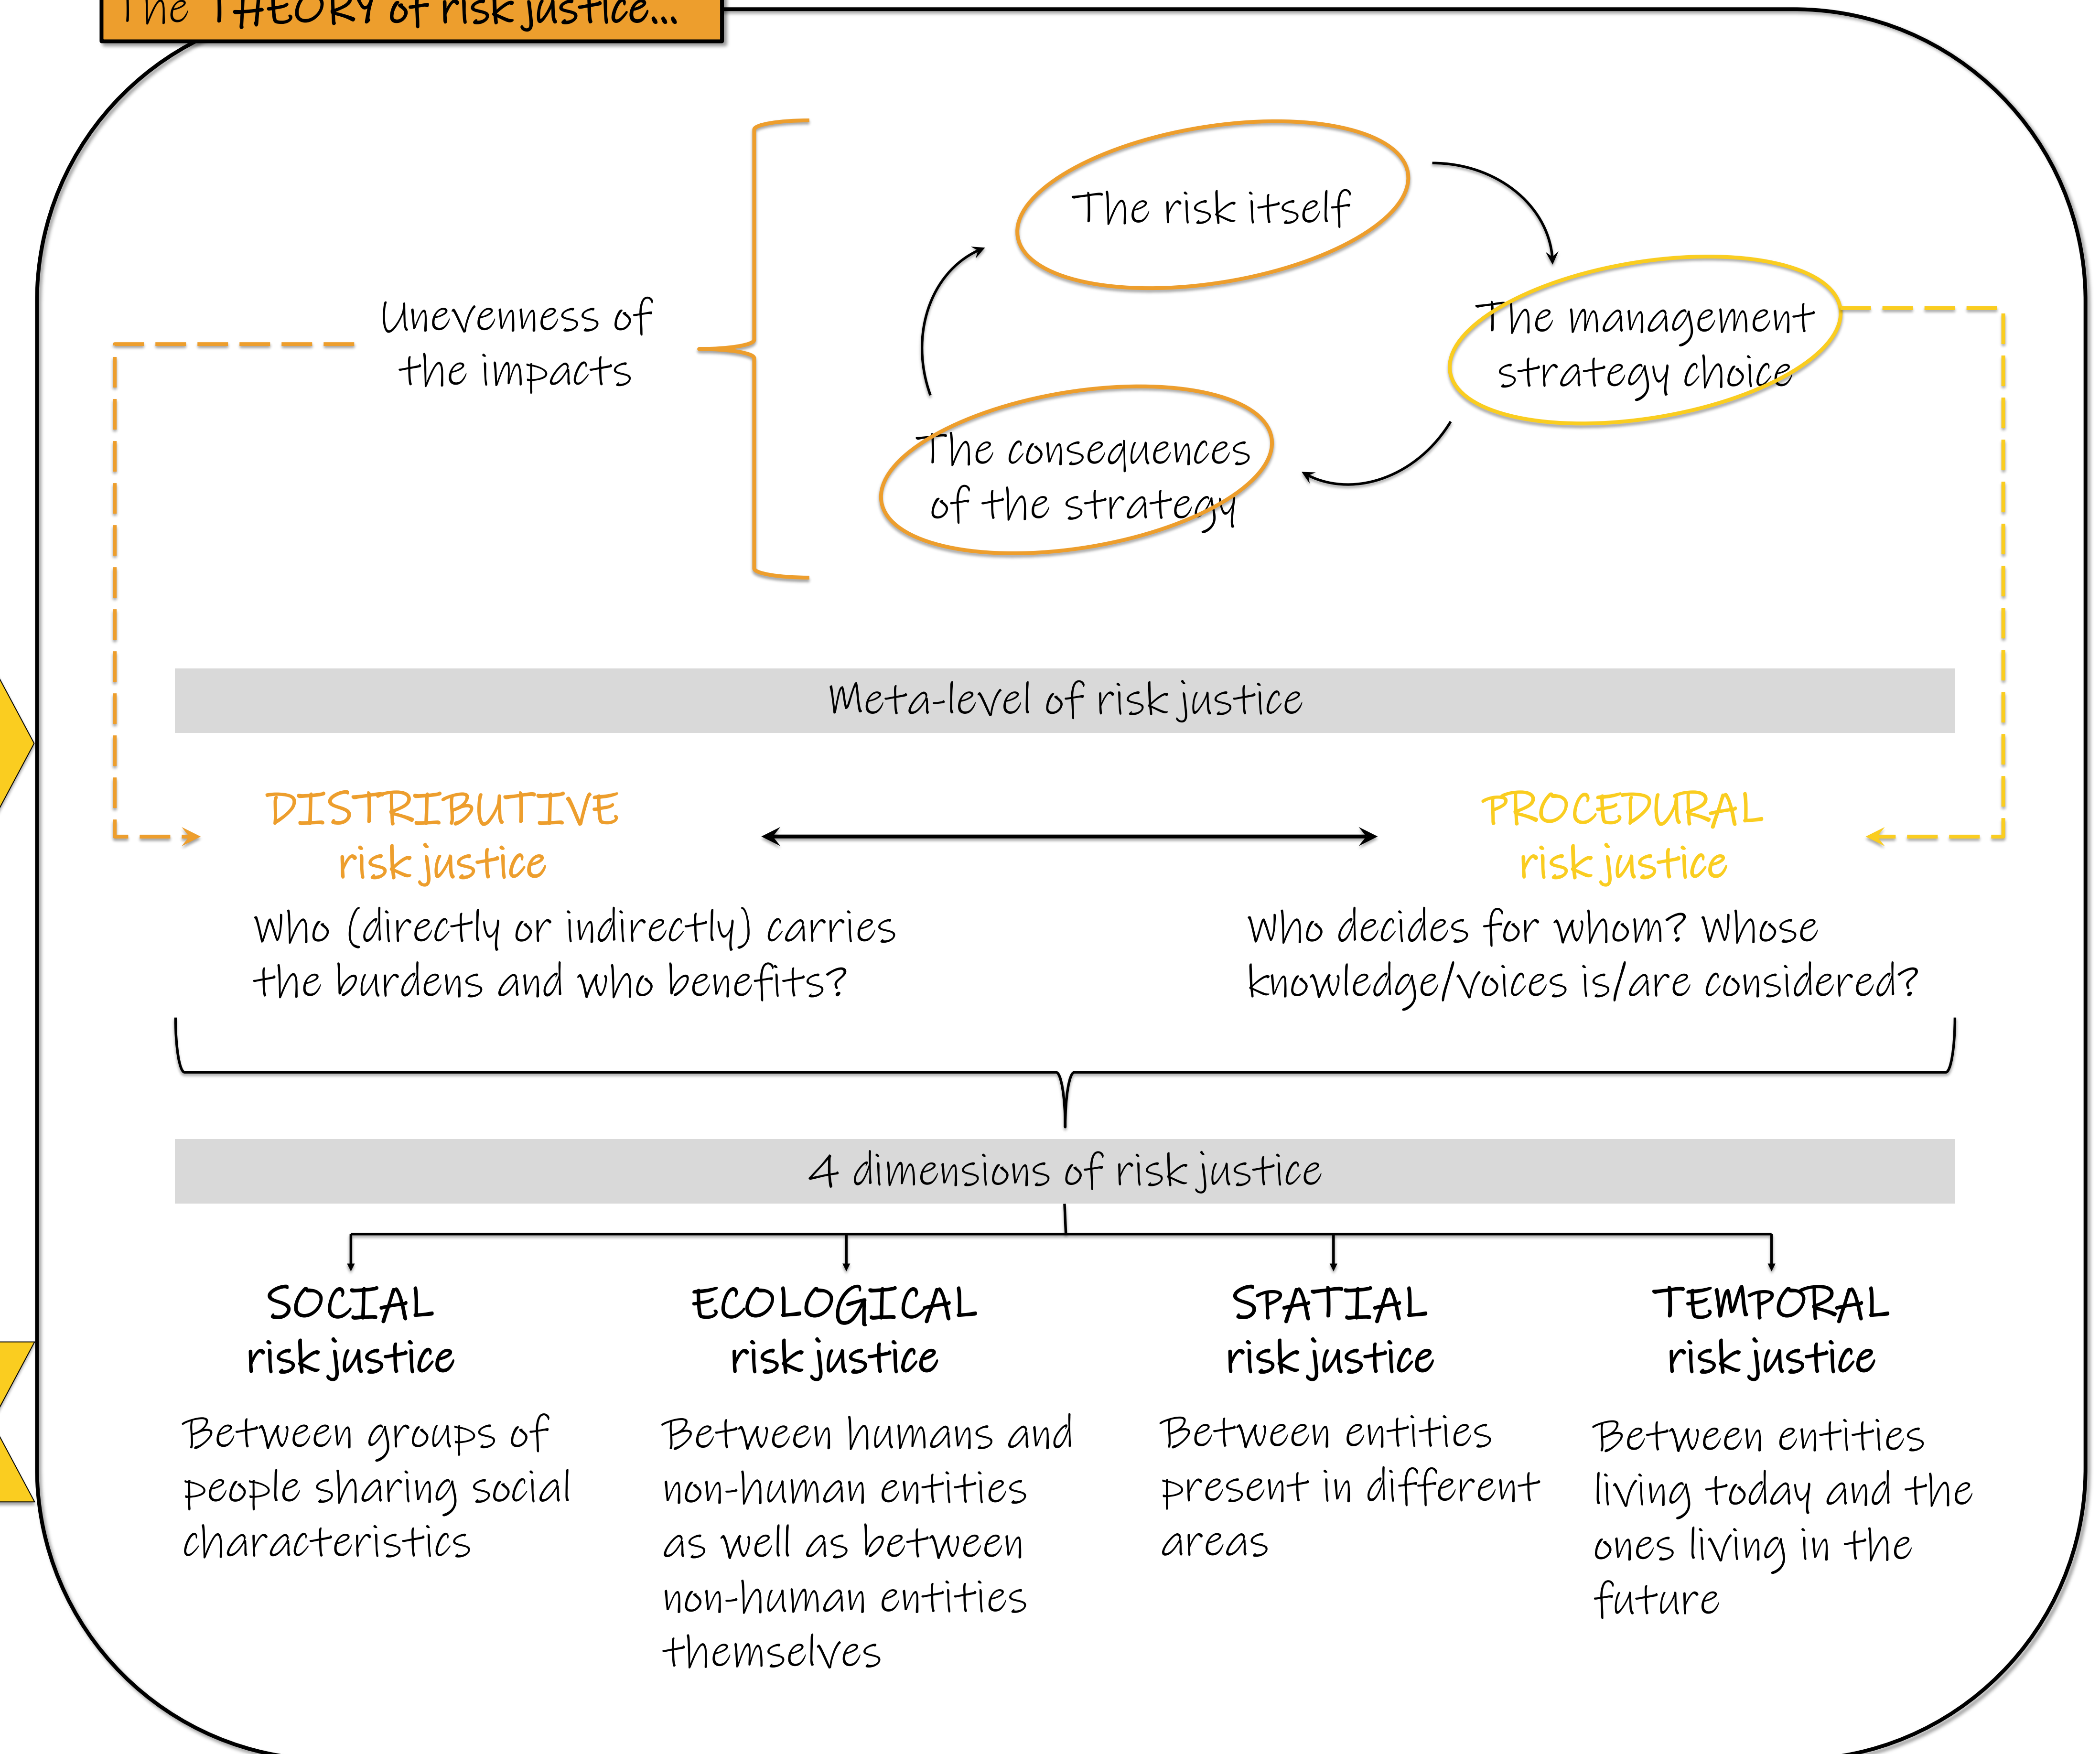 The THEORY of risk justice...
The risk itself
Unevenness of
the impacts
The management
strategy choice
The consequences
of the strategy
Meta-level of risk justice
DISTRIBUTIVE
risk justice
Who (directly or indirectly) carries
the burdens and who benefits?
PROCEDURAL
risk justice
Who decides for whom? Whose
knowledge/voices is/are considered?
4 dimensions of risk justice
SOCIAL
risk justice
Between groups of
people sharing social
characteristics
ECOLOGICAL
risk justice
Between humans and
non-human entities
as well as between
non-human entities
themselves
SPATIAL
risk justice
Between entities
present in different
areas
TEMPORAL
risk justice
Between entities
living today and the
ones living in the
future